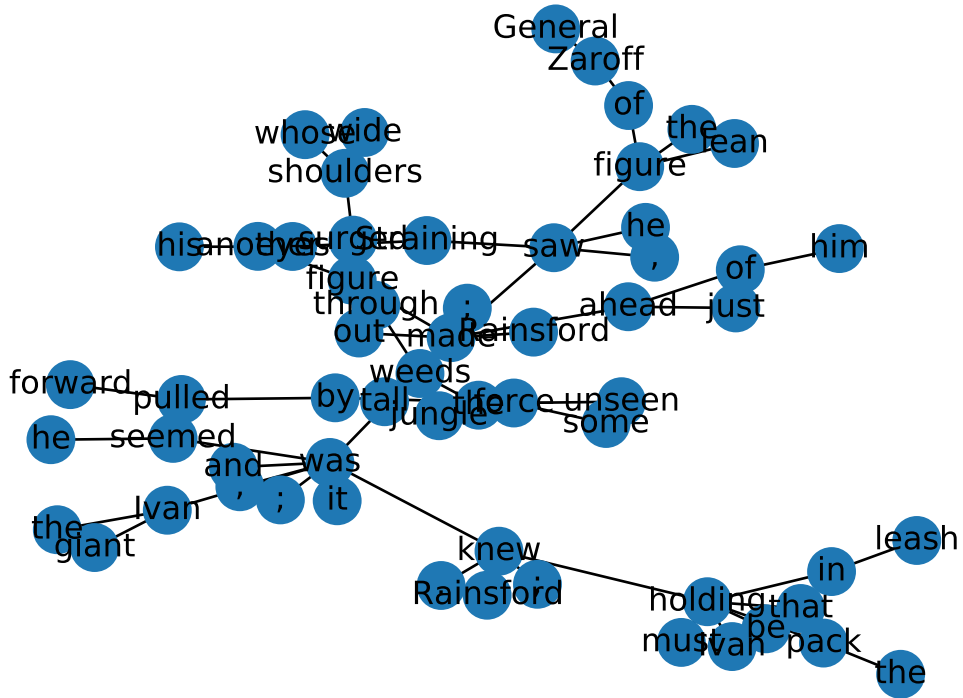 General
Zaroff
of
whose wide
the
lean
shoulders
figure
he
his another eyes surged Straining saw ,
him
of
figure
through ; ahead just
out made Rainsford
weeds
forward pulled by tall the force unseen
jungle some
he seemed
and was
, ; it
the Ivan
giant
knew
leash
in
Rainsford ;
holding that
must Ivan be pack
the